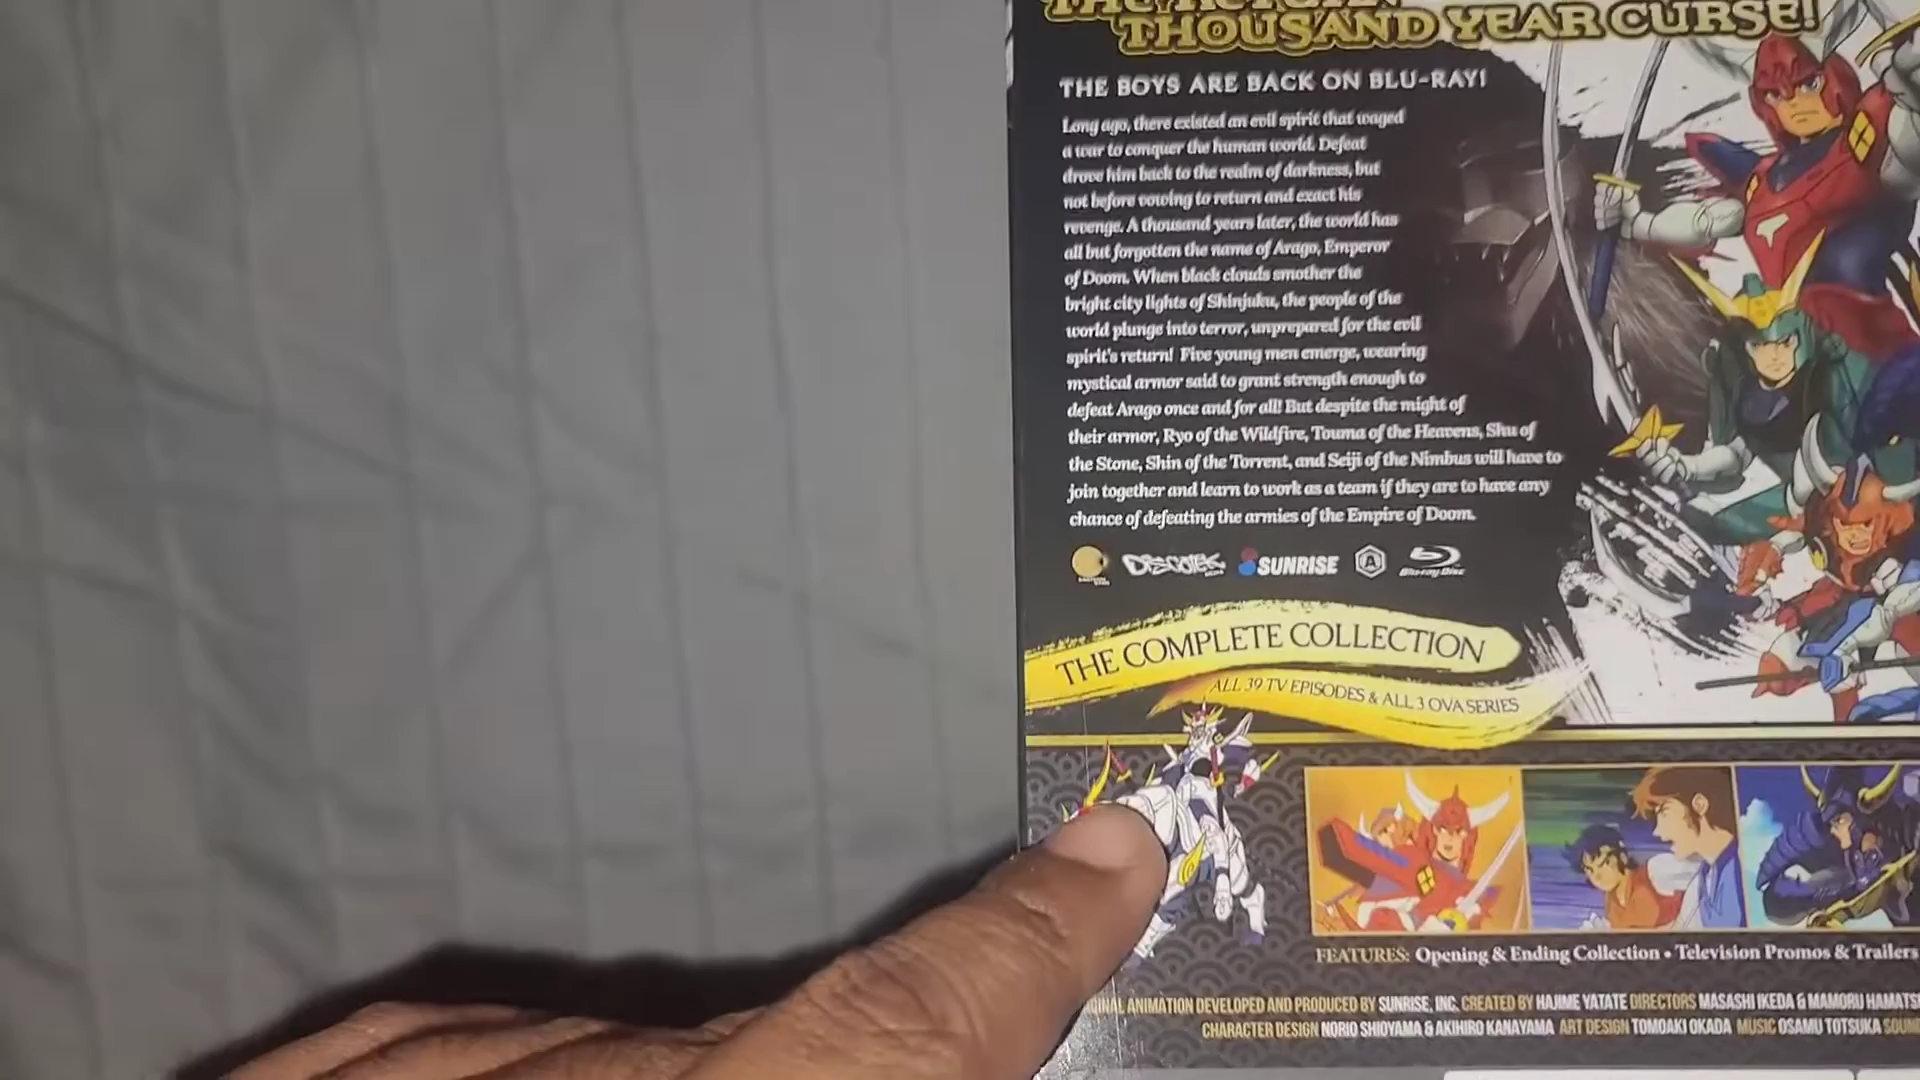 THOUSAND YEAR CURSE!
THE BOYS ARE BACK ON BLU-RAY!
Long ago, there existed an evil spirit that waged
a war to conquer the human world. Defeat
drove him back to the realm of darkness, but
not before vowing to return and exact his
revenge. A thousand years later, the world has
all but forgotten the name of Arago, Emperor
of Doom. When black clouds smother the
bright city lights of Shinjuku, the people of the
world plunge into terror, unprepared for the evil
spirit's return! Five young men emerge, wearing
mystical armor said to grant strength enough to
defeat Arago once and for all! But despite the might of
their armor, Ryo of the Wildfire, Touma of the Heavens, Shu of
the Stone, Shin of the Torrent, and Seiji of the Nimbus will have to
join together and learn to work as a team if they are to have any
chance of defeating the armies of the Empire of Doom.
DISCOTEK SUNRISE A Blu-ray Disc
THE COMPLETE COLLECTION
ALL 39 TV EPISODES & ALL 3 OVA SERIES
FEATURES: Opening & Ending Collection • Television Promos & Trailers
ANIMATION DEVELOPED AND PRODUCED BY SUNRISE, INC. CREATED BY HAJIME YATATE DIRECTORS MASASHI IKEDA & MAMORU
CHARACTER DESIGN NORIO SHIOYAMA & AKIHIRO KANAYAMA ART DESIGN TOMOAKI OKADA MUSIC OSAMU TOTSUKA